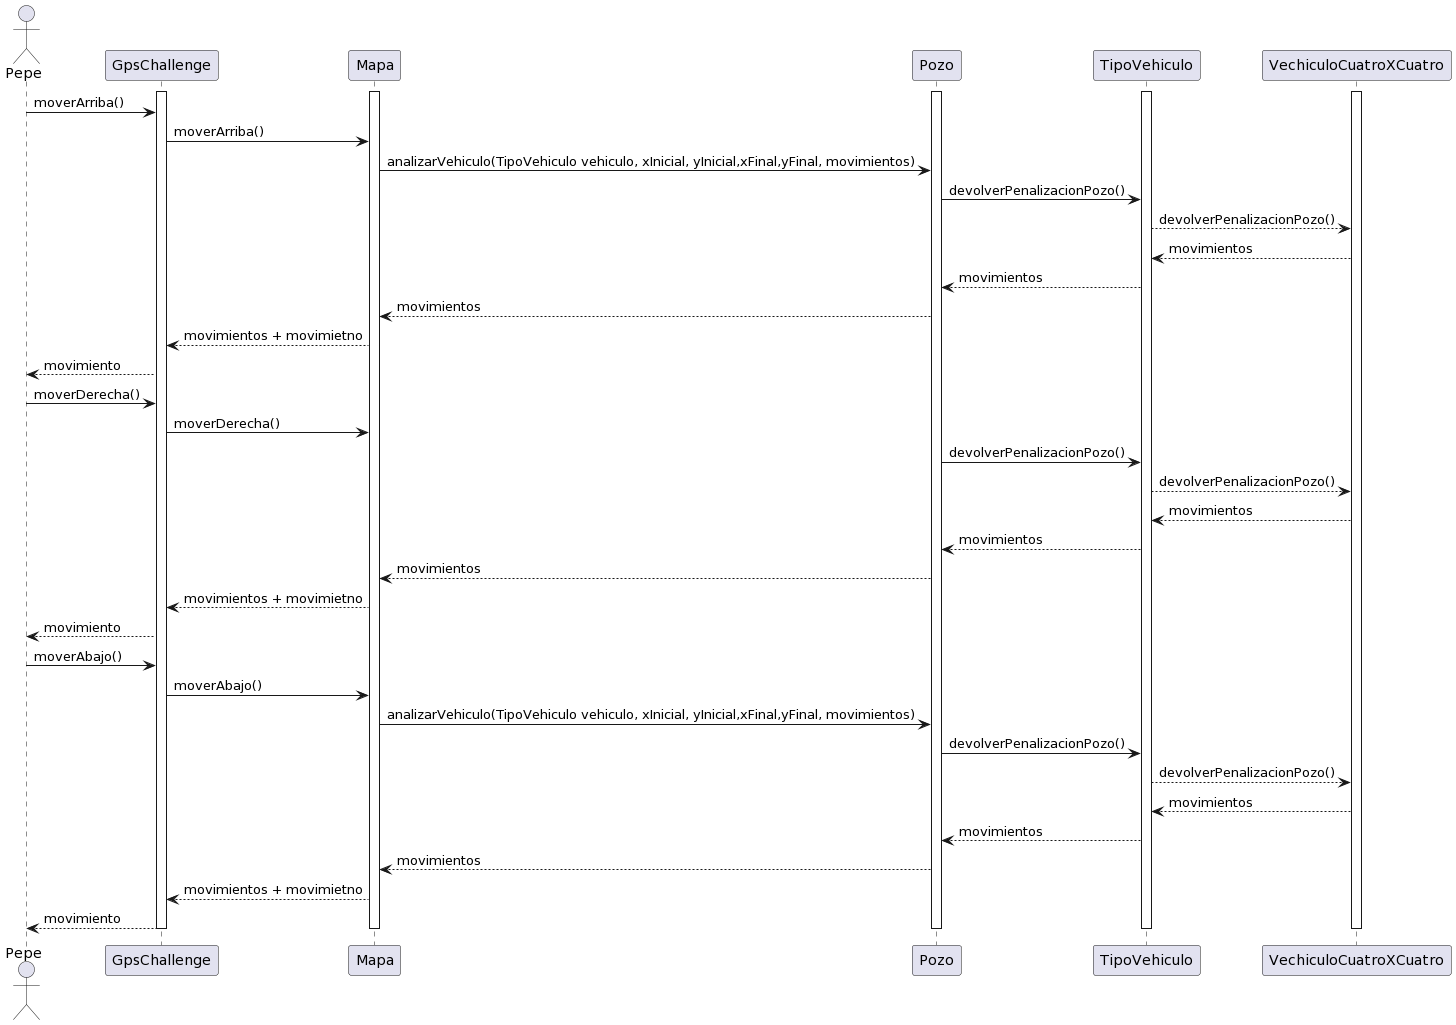 Pepe
GpsChallenge
Mapa
Pozo
TipoVehiculo
VechiculoCuatroXCuatro
moverArriba()
moverArriba()
analizarVehiculo(TipoVehiculo vehiculo, xInicial, yInicial,xFinal,yFinal, movimientos)
devolverPenalizacionPozo()
devolverPenalizacionPozo()
movimientos
movimientos
movimientos
movimientos + movimietno
movimiento
moverDerecha()
moverDerecha()
devolverPenalizacionPozo()
devolverPenalizacionPozo()
movimientos
movimientos
movimientos
movimientos + movimietno
movimiento
moverAbajo()
moverAbajo()
analizarVehiculo(TipoVehiculo vehiculo, xInicial, yInicial,xFinal,yFinal, movimientos)
devolverPenalizacionPozo()
devolverPenalizacionPozo()
movimientos
movimientos
movimientos
movimientos + movimietno
movimiento
Pepe
GpsChallenge
Mapa
Pozo
TipoVehiculo
VechiculoCuatroXCuatro